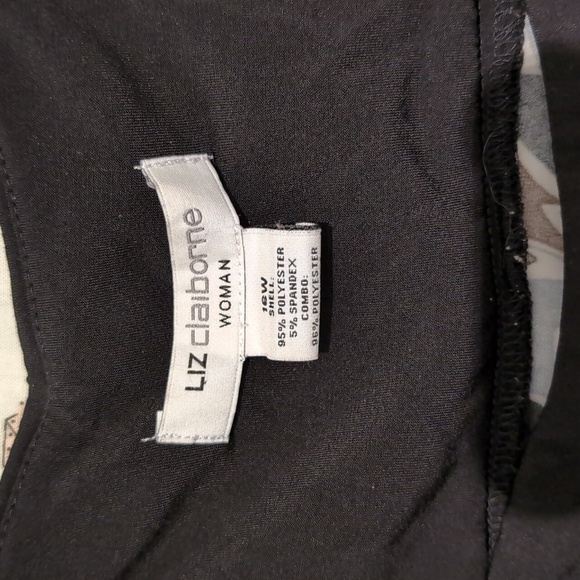 LIZ claiborne
WOMAN
16W
SHELL:
95% POLYESTER
5% SPANDEX
COMBO:
96% POLYESTER